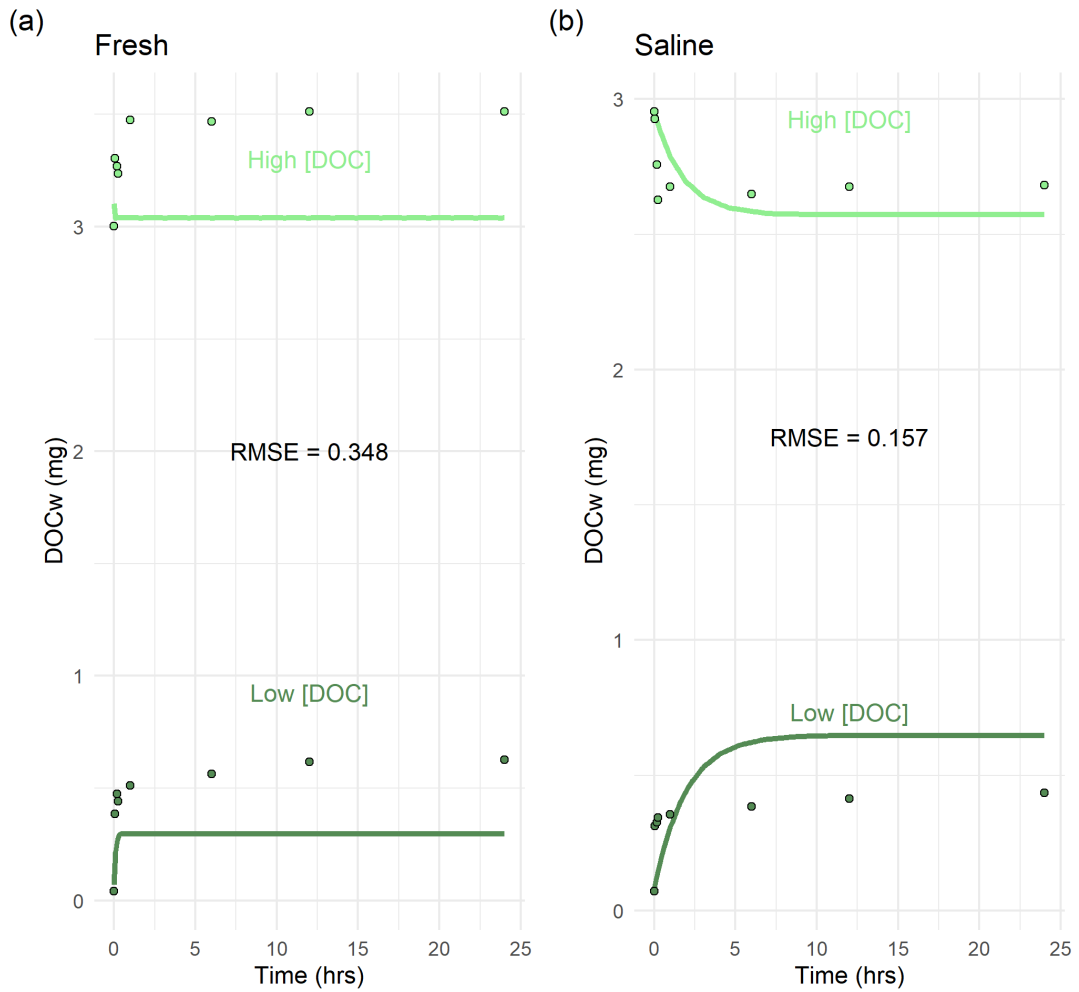 (a)
Fresh
High [DOC]
RMSE = 0.348
Low [DOC]
DOCw (mg)
3
2
1
0
0 5 10 15 20 25
Time (hrs)
(b)
Saline
High [DOC]
RMSE = 0.157
Low [DOC]
DOCw (mg)
3
2
1
0
0 5 10 15 20 25
Time (hrs)